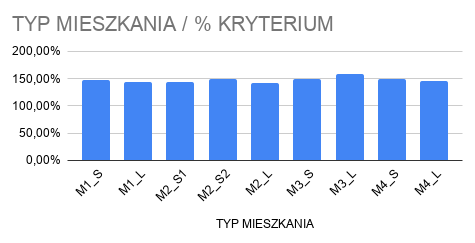 TYP MIESZKANIA / % KRYTERIUM
200,00%
150,00%
100,00%
50,00%
0,00%
M1_S
M1_L
M2_S1
M2_S2
M2_L
M3_S
M3_L
M4_S
M4_L
TYP MIESZKANIA